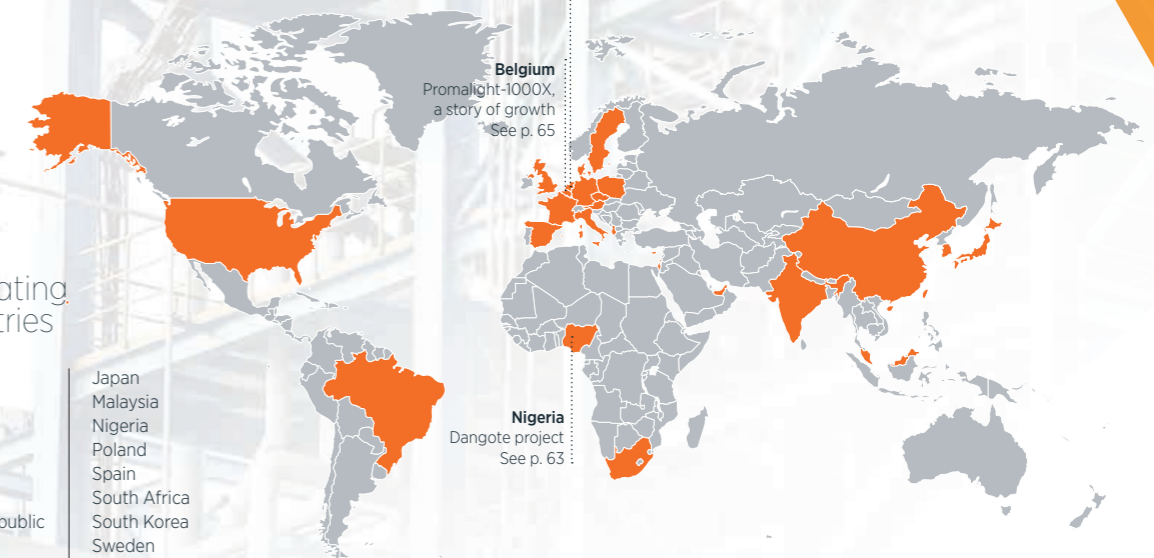 Belgium
Promalight-1000X,
a story of growth
See p. 65
ating
tries
Japan
Malaysia
Nigeria
Poland
Spain
South Africa
public
South Korea
Sweden
Nigeria
Dangote project
See p. 63